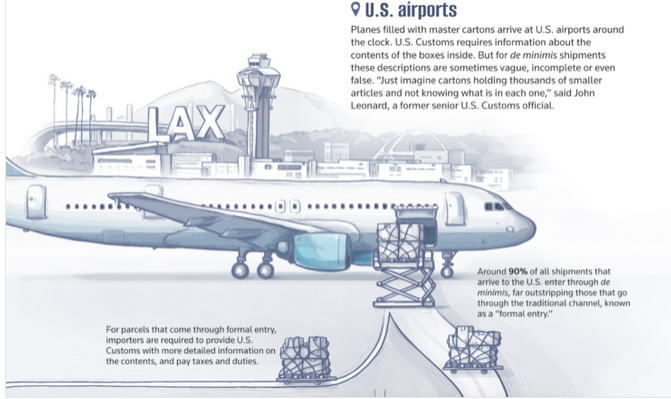 U.S. airports
Planes filled with master cartons arrive at U.S. airports around
the clock. U.S. Customs requires information about the
contents of the boxes inside. But for de minimis shipments
these descriptions are sometimes vague, incomplete or even
false. "Just imagine cartons holding thousands of smaller
articles and not knowing what is in each one," said John
Leonard, a former senior U.S. Customs official.
LAX
Around 90% of all shipments that
arrive to the U.S. enter through de
minimis, far outstripping those that go
through the traditional channel, known
as a "formal entry."
For parcels that come through formal entry,
importers are required to provide U.S.
Customs with more detailed information on
the contents, and pay taxes and duties.